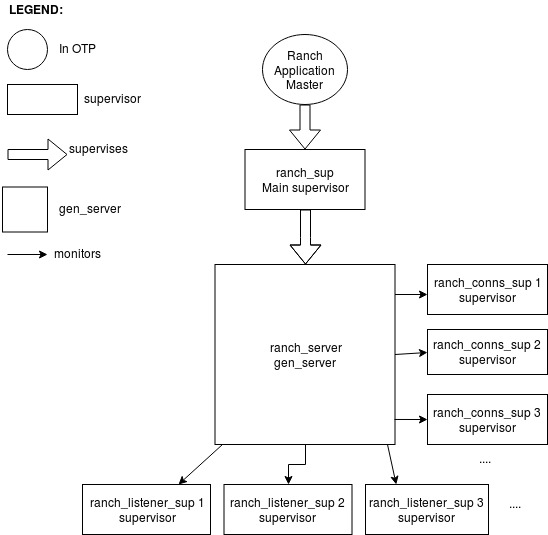 LEGEND:
In OTP
supervisor
supervises
gen_server
monitors
Ranch
Application
Master
ranch_sup
Main supervisor
ranch_server
gen_server
ranch_conns_sup 1
supervisor
ranch_conns_sup 2
supervisor
ranch_conns_sup 3
supervisor
....
ranch_listener_sup 1
supervisor
ranch_listener_sup 2
supervisor
ranch_listener_sup 3
supervisor
....